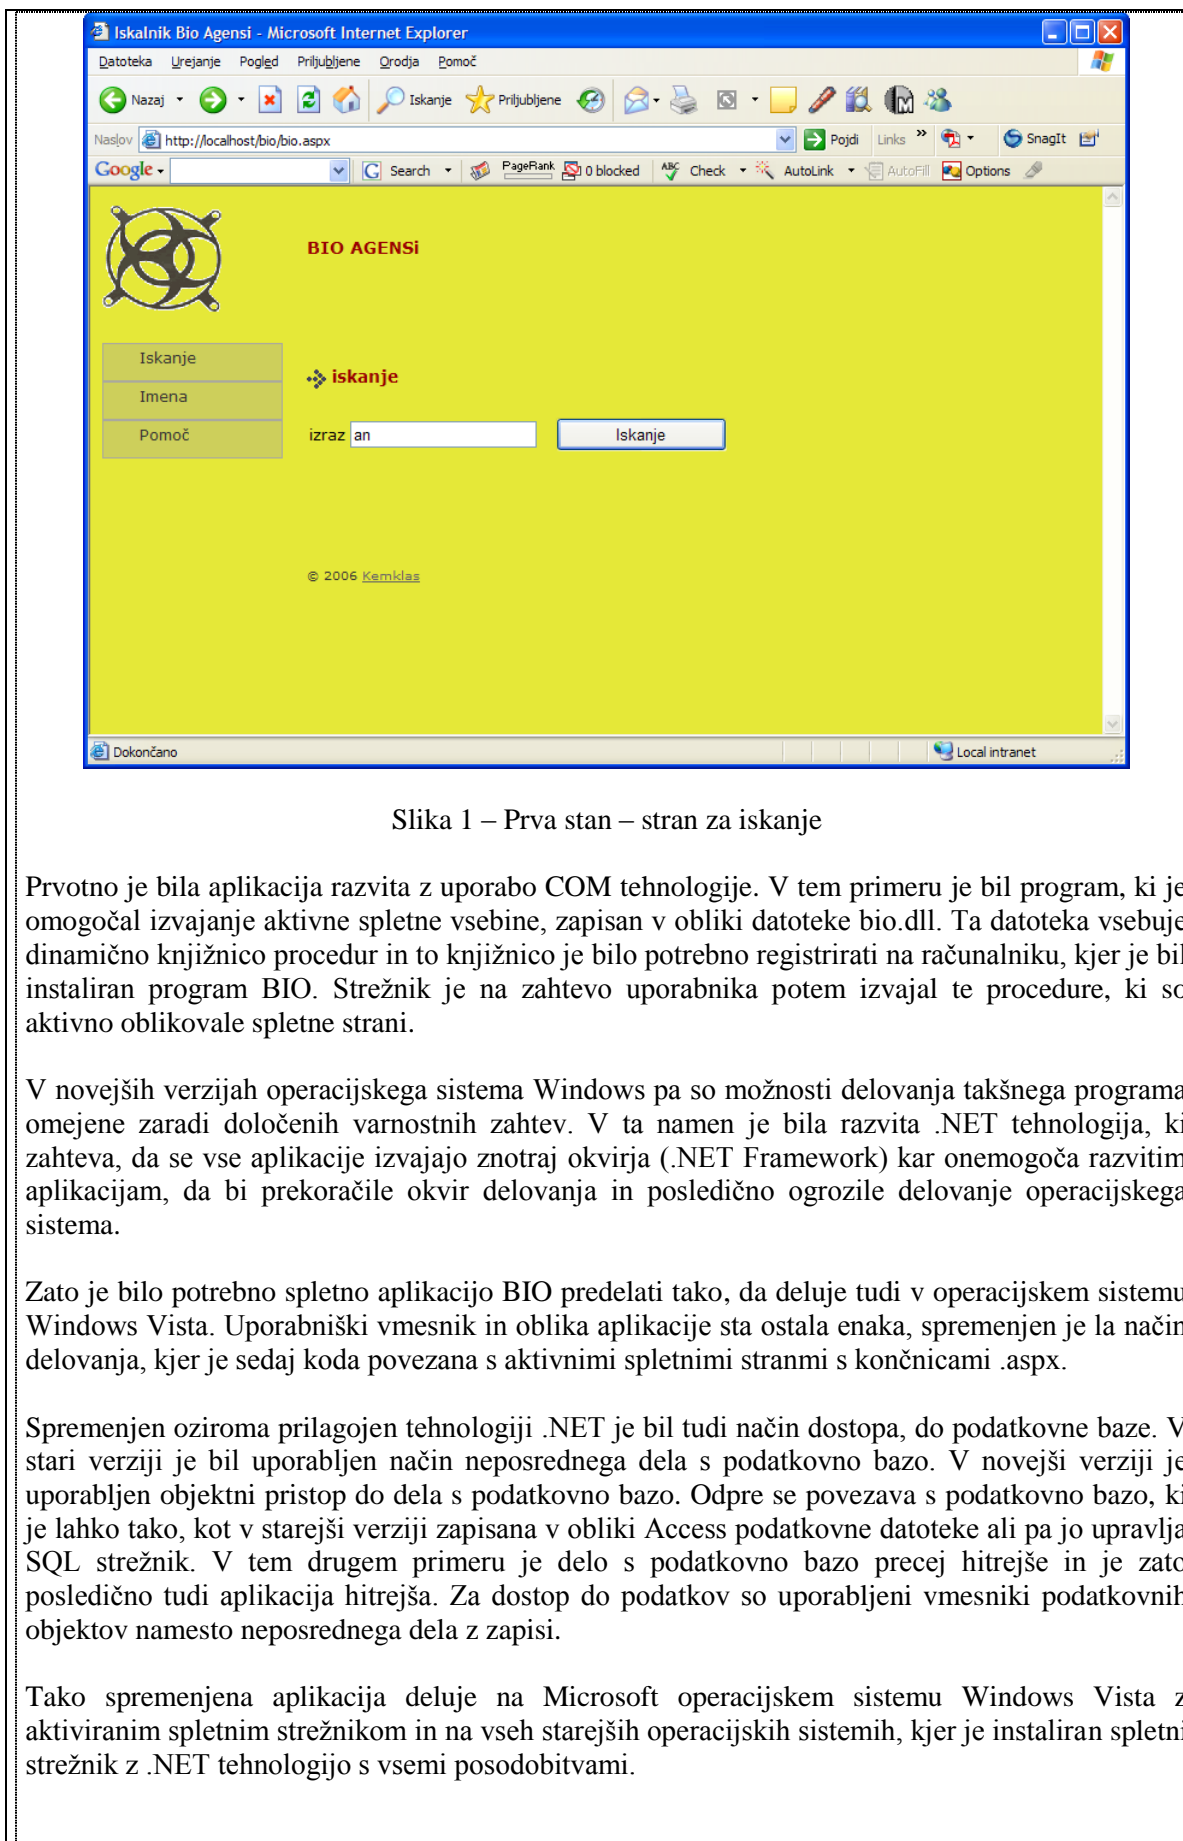 Iskalnik Bio Agensi - Microsoft Internet Explorer
Datoteka Urejanje Pogled Priljubljene Orodja Pomoč
Nazaj Iskanje Priljubljene
Naslov http://localhost/bio/bio.aspx Pojdi Links » SnagIt
Google Search PageRank 0 blocked ABC Check AutoLink AutoFill Options
BIO AGENSi
Iskanje
Imena
Pomoč
iskanje
izraz an Iskanje
© 2006 Kemklas
Dokončano Local intranet
Slika 1 – Prva stan – stran za iskanje
Prvotno je bila aplikacija razvita z uporabo COM tehnologije. V tem primeru je bil program, ki je
omogočal izvajanje aktivne spletne vsebine, zapisan v obliki datoteke bio.dll. Ta datoteka vsebuje
dinamično knjižnico procedur in to knjižnico je bilo potrebno registrirati na računalniku, kjer je bil
instaliran program BIO. Strežnik je na zahtevo uporabnika potem izvajal te procedure, ki so
aktivno oblikovale spletne strani.
V novejših verzijah operacijskega sistema Windows pa so možnosti delovanja takšnega programa
omejene zaradi določenih varnostnih zahtev. V ta namen je bila razvita .NET tehnologija, ki
zahteva, da se vse aplikacije izvajajo znotraj okvirja (.NET Framework) kar onemogoča razvitim
aplikacijam, da bi prekoračile okvir delovanja in posledično ogrozile delovanje operacijskega
sistema.
Zato je bilo potrebno spletno aplikacijo BIO predelati tako, da deluje tudi v operacijskem sistemu
Windows Vista. Uporabniški vmesnik in oblika aplikacije sta ostala enaka, spremenjen je la način
delovanja, kjer je sedaj koda povezana s aktivnimi spletnimi stranmi s končnicami .aspx.
Spremenjen oziroma prilagojen tehnologiji .NET je bil tudi način dostopa, do podatkovne baze. V
stari verziji je bil uporabljen način neposrednega dela s podatkovno bazo. V novejši verziji je
uporabljen objektni pristop do dela s podatkovno bazo. Odpre se povezava s podatkovno bazo, ki
je lahko tako, kot v starejši verziji zapisana v obliki Access podatkovne datoteke ali pa jo upravlja
SQL strežnik. V tem drugem primeru je delo s podatkovno bazo precej hitrejše in je zato
posledično tudi aplikacija hitrejša. Za dostop do podatkov so uporabljeni vmesniki podatkovnih
objektov namesto neposrednega dela z zapisi.
Tako spremenjena aplikacija deluje na Microsoft operacijskem sistemu Windows Vista z
aktiviranim spletnim strežnikom in na vseh starejših operacijskih sistemih, kjer je instaliran spletni
strežnik z .NET tehnologijo s vsemi posodobitvami.